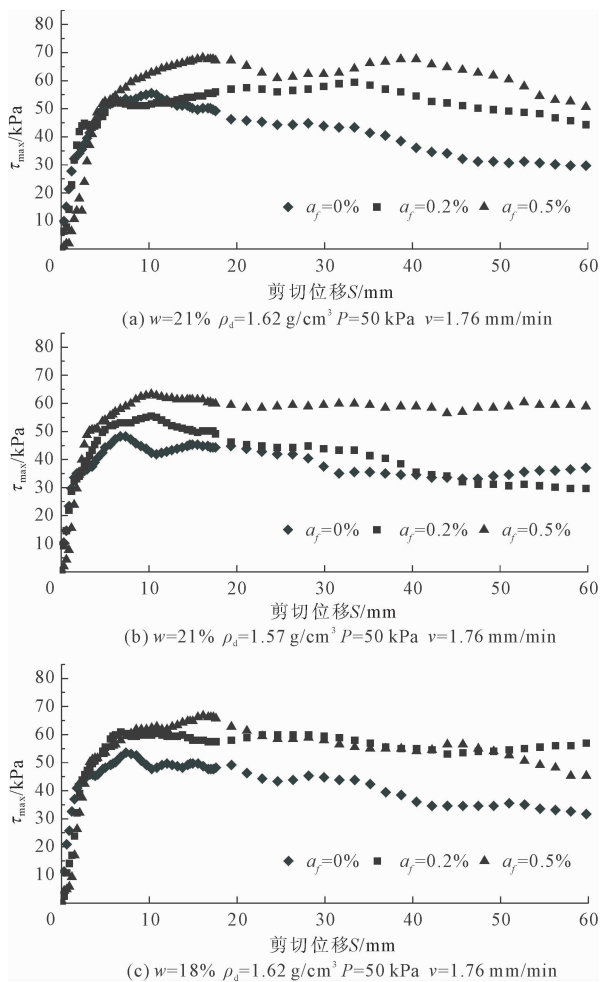 80
70
60
50
40
30
20
10
τmax/kPa
0 10 20 30 40 50 60
剪切位移S/mm
◆ af=0% ■ af=0.2% ▲ af=0.5%
(a) w=21% ρd=1.62 g/cm³ P=50 kPa v=1.76 mm/min
80
70
60
50
40
30
20
10
τmax/kPa
0 10 20 30 40 50 60
剪切位移S/mm
◆ af=0% ■ af=0.2% ▲ af=0.5%
(b) w=21% ρd=1.57 g/cm³ P=50 kPa v=1.76 mm/min
80
70
60
50
40
30
20
10
τmax/kPa
0 10 20 30 40 50 60
剪切位移S/mm
◆ af=0% ■ af=0.2% ▲ af=0.5%
(c) w=18% ρd=1.62 g/cm³ P=50 kPa v=1.76 mm/min